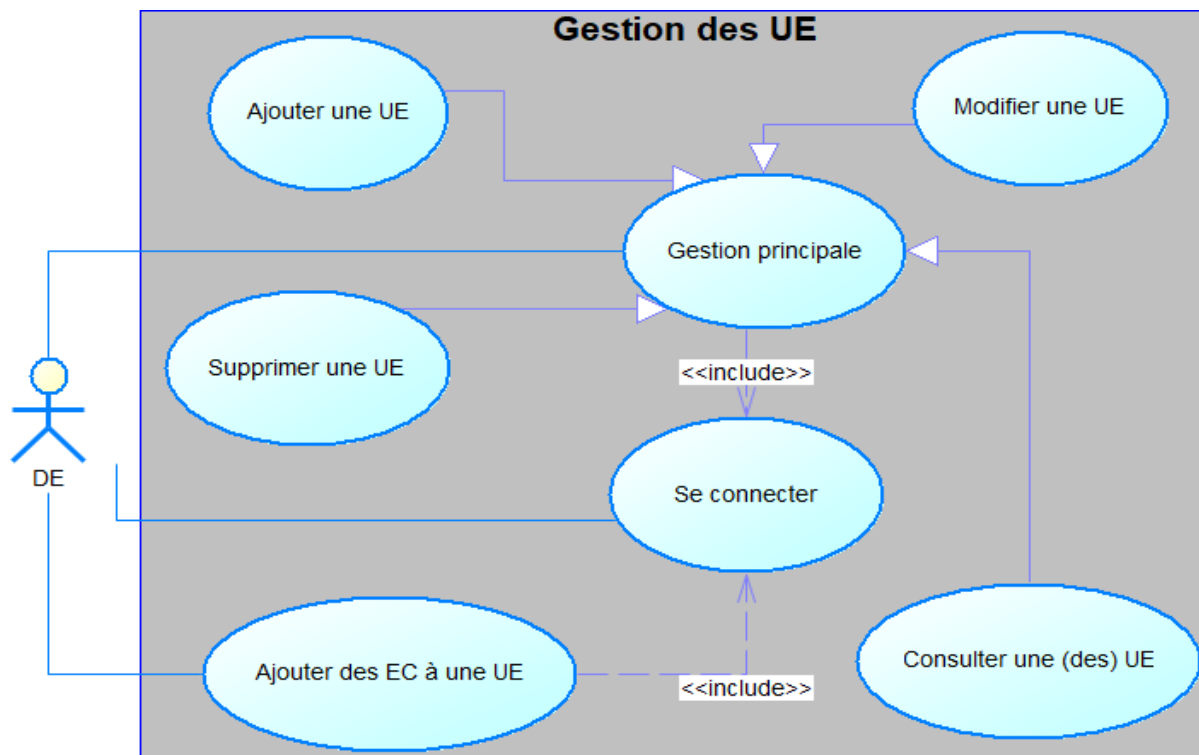 Gestion des UE
Ajouter une UE
Modifier une UE
Gestion principale
Supprimer une UE
<<include>>
DE
Se connecter
Ajouter des EC à une UE
Consulter une (des) UE
<<include>>